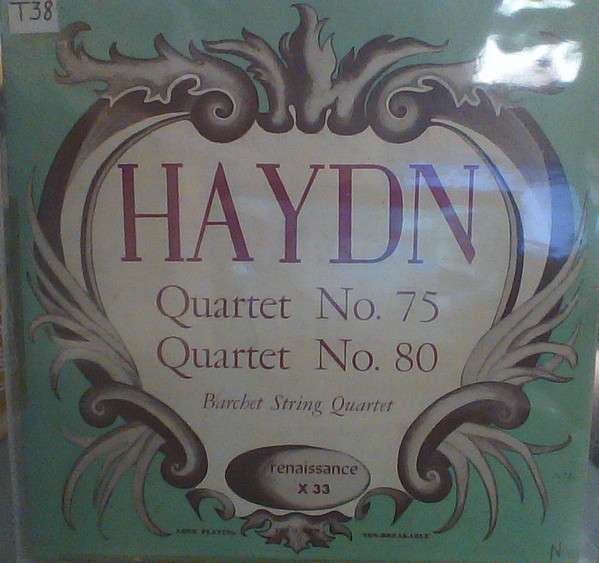 T38
HAYDN
Quartet No. 75
Quartet No. 80
Barchet String Quartet
renaissance
X 33
LONG PLAYING
NON-BREAKABLE
N